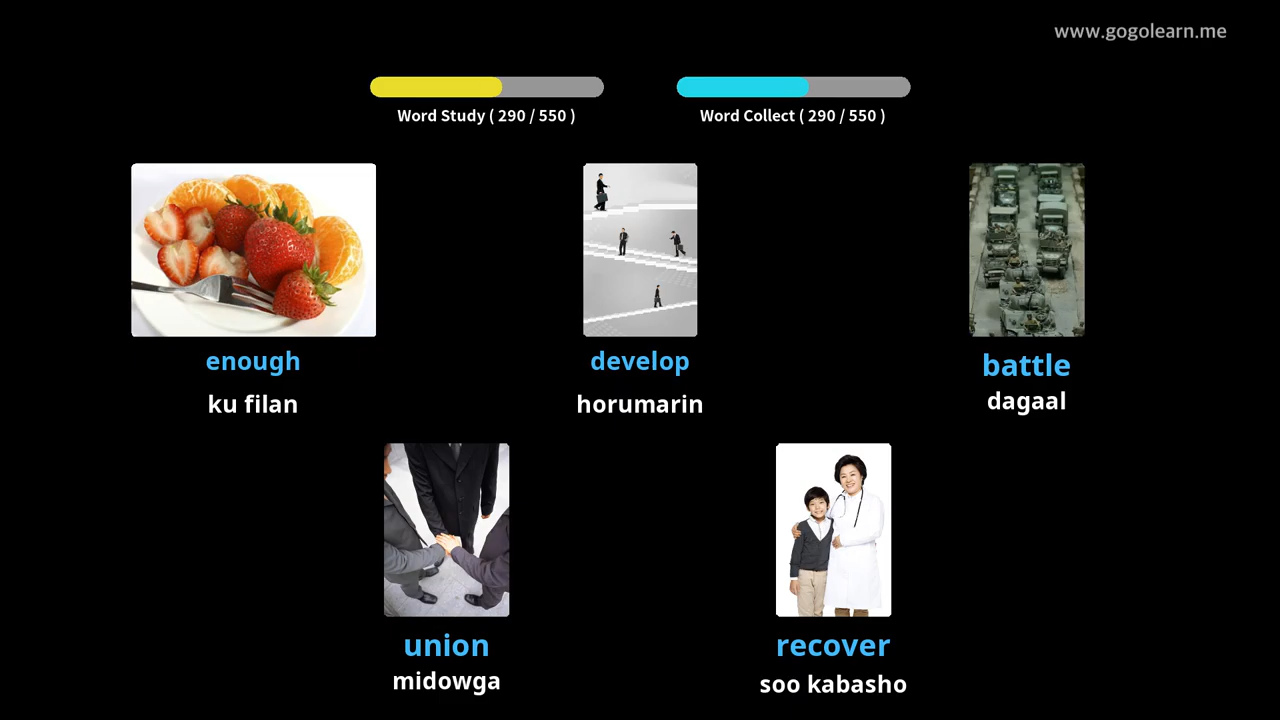 www.gogolearn.me
Word Study ( 290 / 550 )
Word Collect ( 290 / 550 )
enough
ku filan
develop
horumarin
battle
dagaal
union
midowga
recover
soo kabasho